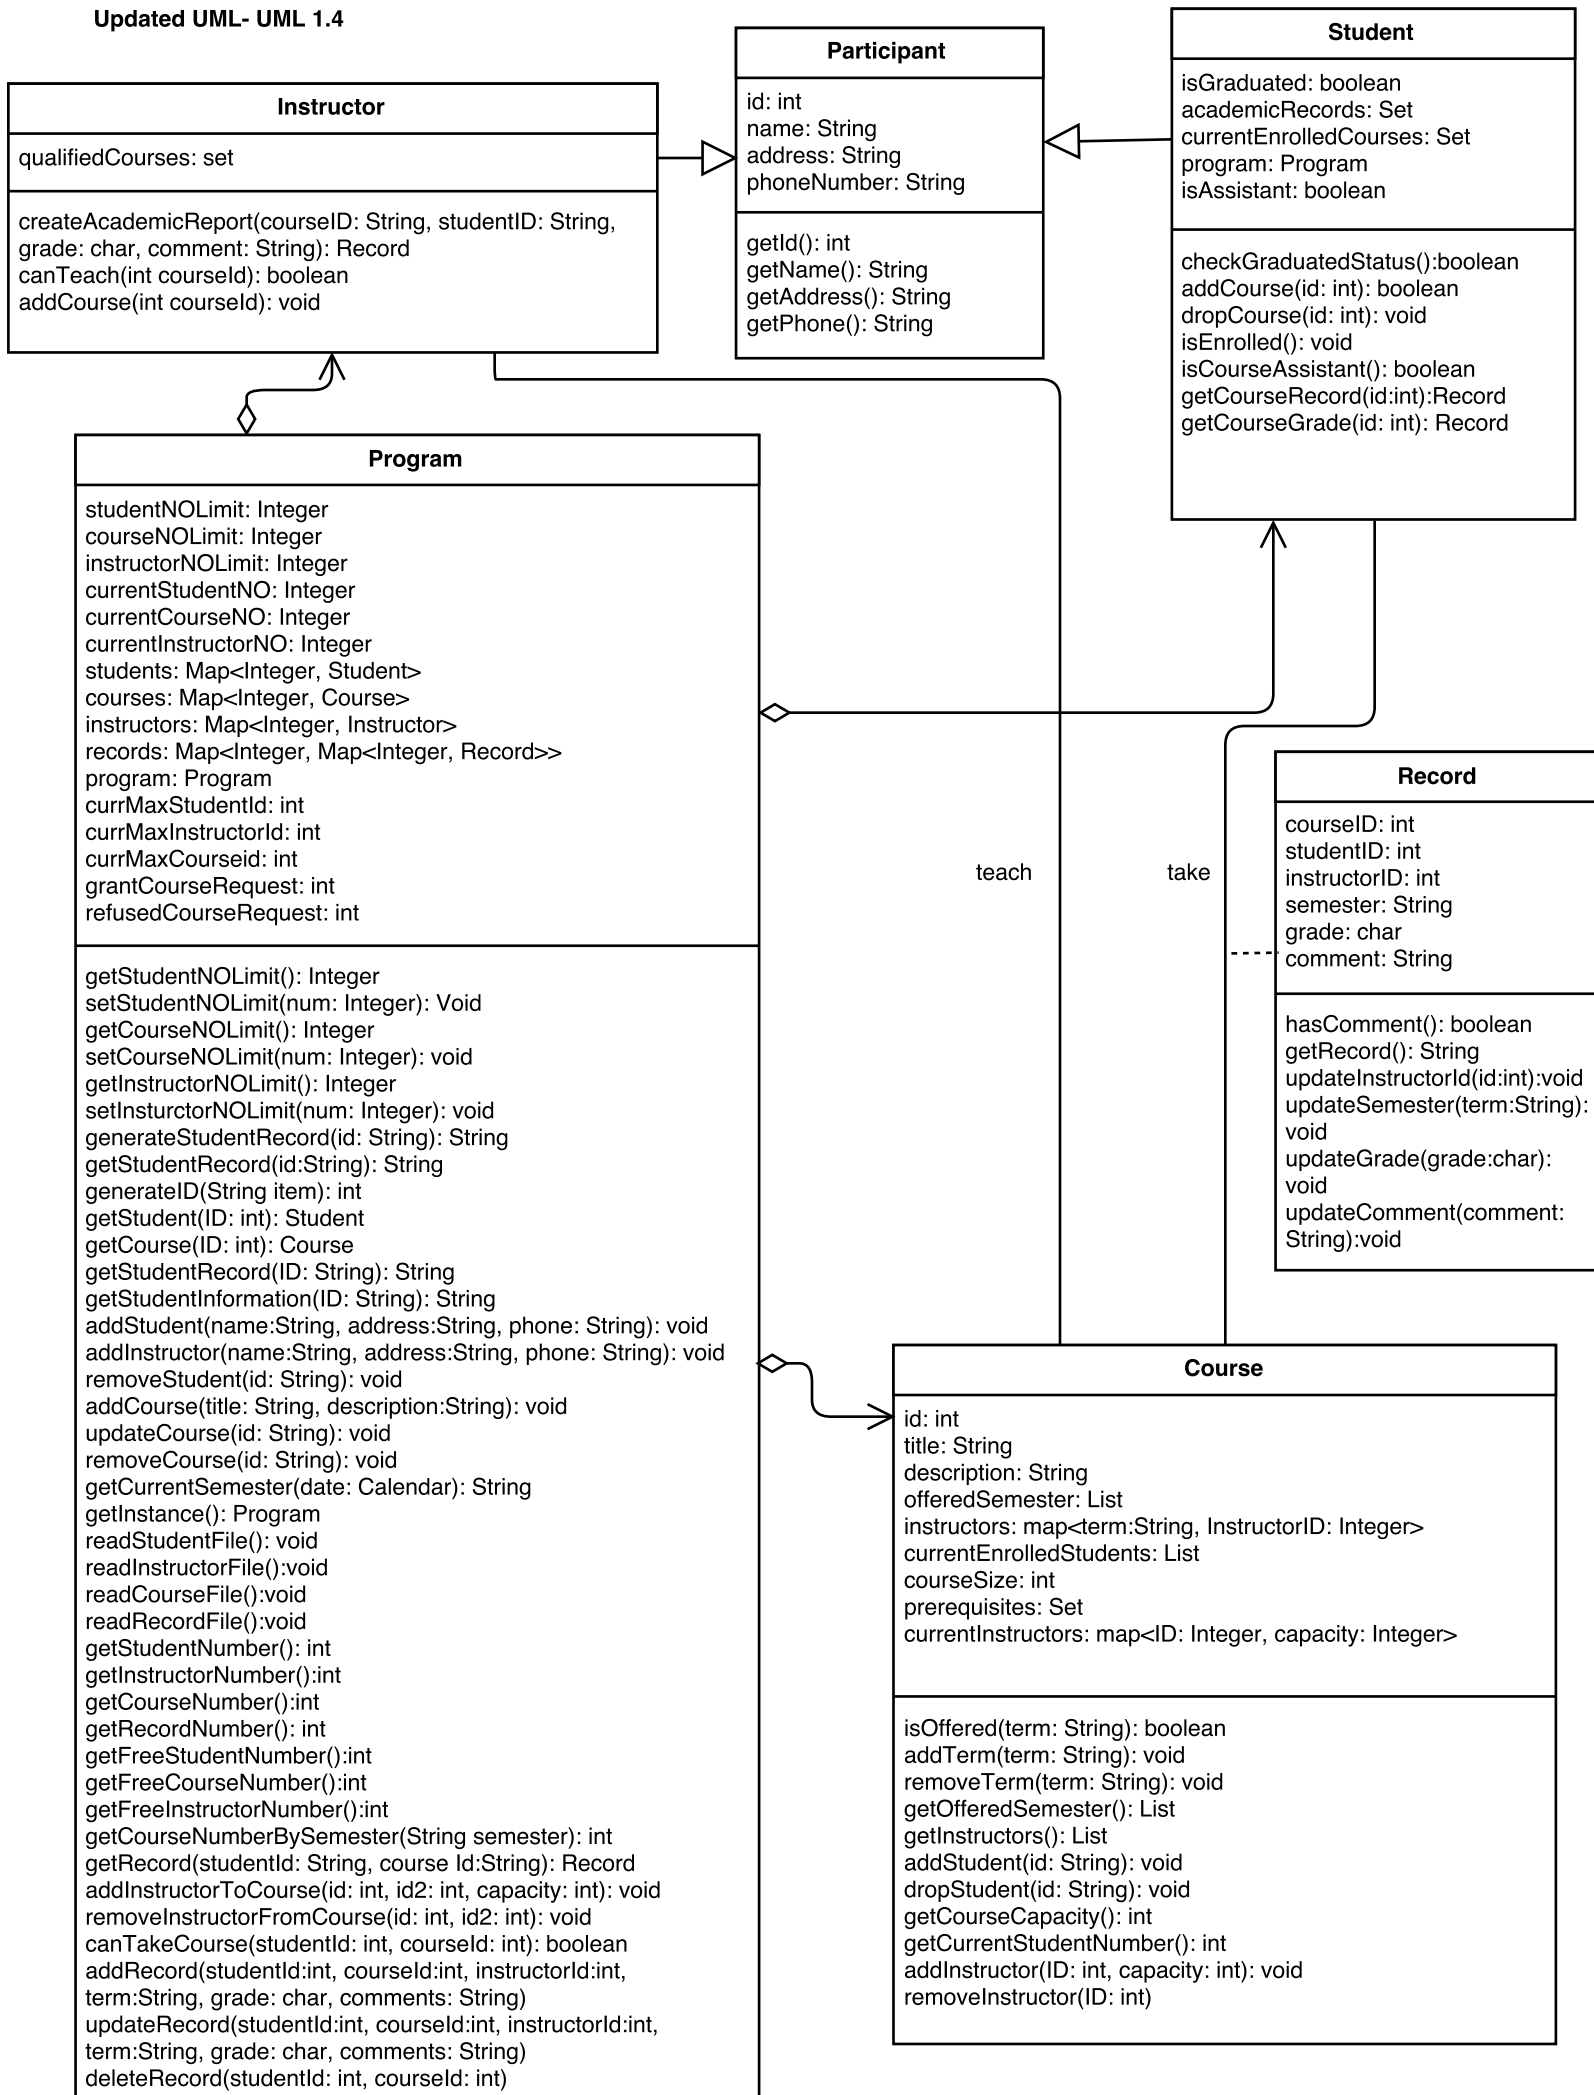 Updated UML- UML 1.4
Instructor
qualifiedCourses: set
createAcademicReport(courseID: String, studentID: String,
grade: char, comment: String): Record
canTeach(int courseId): boolean
addCourse(int courseId): void
Participant
id: int
name: String
address: String
phoneNumber: String
getId(): int
getName(): String
getAddress(): String
getPhone(): String
Student
isGraduated: boolean
academicRecords: Set
currentEnrolledCourses: Set
program: Program
isAssistant: boolean
checkGraduatedStatus():boolean
addCourse(id: int): boolean
dropCourse(id: int): void
isEnrolled(): void
isCourseAssistant(): boolean
getCourseRecord(id:int):Record
getCourseGrade(id: int): Record
Program
studentNOLimit: Integer
courseNOLimit: Integer
instructorNOLimit: Integer
currentStudentNO: Integer
currentCourseNO: Integer
currentInstructorNO: Integer
students: Map<Integer, Student>
courses: Map<Integer, Course>
instructors: Map<Integer, Instructor>
records: Map<Integer, Map<Integer, Record>>
program: Program
currMaxStudentId: int
currMaxInstructorId: int
currMaxCourseid: int
grantCourseRequest: int
refusedCourseRequest: int
getStudentNOLimit(): Integer
setStudentNOLimit(num: Integer): Void
getCourseNOLimit(): Integer
setCourseNOLimit(num: Integer): void
getInstructorNOLimit(): Integer
setInsturctorNOLimit(num: Integer): void
generateStudentRecord(id: String): String
getStudentRecord(id:String): String
generateID(String item): int
getStudent(ID: int): Student
getCourse(ID: int): Course
getStudentRecord(ID: String): String
getStudentInformation(ID: String): String
addStudent(name:String, address:String, phone: String): void
addInstructor(name:String, address:String, phone: String): void
removeStudent(id: String): void
addCourse(title: String, description:String): void
updateCourse(id: String): void
removeCourse(id: String): void
getCurrentSemester(date: Calendar): String
getInstance(): Program
readStudentFile(): void
readInstructorFile():void
readCourseFile():void
readRecordFile():void
getStudentNumber(): int
getInstructorNumber():int
getCourseNumber():int
getRecordNumber(): int
getFreeStudentNumber():int
getFreeCourseNumber():int
getFreeInstructorNumber():int
getCourseNumberBySemester(String semester): int
getRecord(studentId: String, course Id:String): Record
addInstructorToCourse(id: int, id2: int, capacity: int): void
removeInstructorFromCourse(id: int, id2: int): void
canTakeCourse(studentId: int, courseId: int): boolean
addRecord(studentId:int, courseId:int, instructorId:int,
term:String, grade: char, comments: String)
updateRecord(studentId:int, courseId:int, instructorId:int,
term:String, grade: char, comments: String)
deleteRecord(studentId: int, courseId: int)
teach
take
Record
courseID: int
studentID: int
instructorID: int
semester: String
grade: char
comment: String
hasComment(): boolean
getRecord(): String
updateInstructorId(id:int):void
updateSemester(term:String):
void
updateGrade(grade:char):
void
updateComment(comment:
String):void
Course
id: int
title: String
description: String
offeredSemester: List
instructors: map<term:String, InstructorID: Integer>
currentEnrolledStudents: List
courseSize: int
prerequisites: Set
currentInstructors: map<ID: Integer, capacity: Integer>
isOffered(term: String): boolean
addTerm(term: String): void
removeTerm(term: String): void
getOfferedSemester(): List
getInstructors(): List
addStudent(id: String): void
dropStudent(id: String): void
getCourseCapacity(): int
getCurrentStudentNumber(): int
addInstructor(ID: int, capacity: int): void
removeInstructor(ID: int)